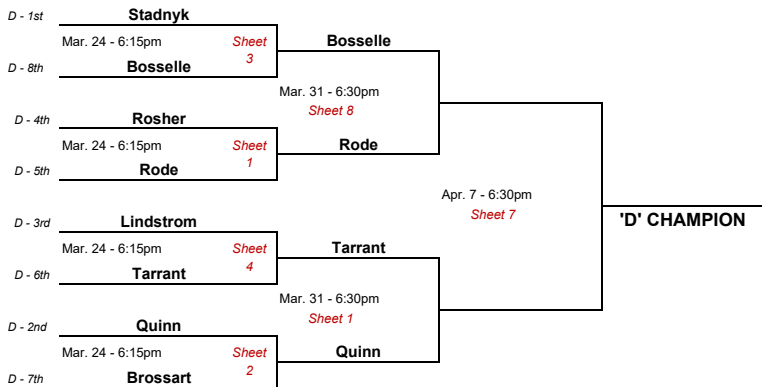 D - 1st Stadnyk
Mar. 24 - 6:15pm Sheet 3
D - 8th Bosselle
Bosselle
Mar. 31 - 6:30pm
Sheet 8
D - 4th Rosher
Mar. 24 - 6:15pm Sheet 1
D - 5th Rode
Rode
Apr. 7 - 6:30pm
Sheet 7
'D' CHAMPION
D - 3rd Lindstrom
Mar. 24 - 6:15pm Sheet 4
D - 6th Tarrant
Tarrant
Mar. 31 - 6:30pm
Sheet 1
D - 2nd Quinn
Mar. 24 - 6:15pm Sheet 2
D - 7th Brossart
Quinn